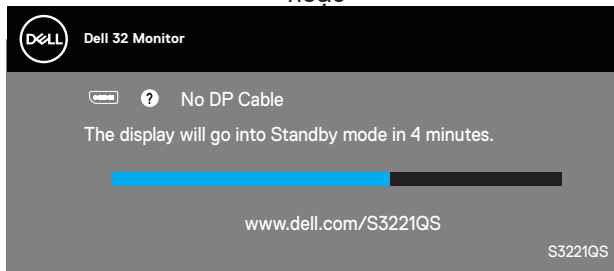 hoặc
DELL
Dell 32 Monitor
? No DP Cable
The display will go into Standby mode in 4 minutes.
www.dell.com/S3221QS
S3221QS